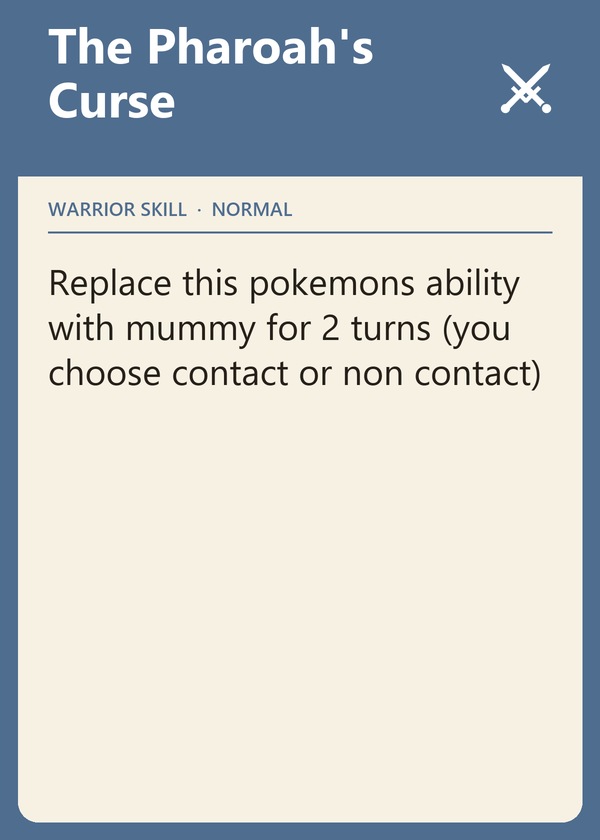 The Pharoah's
Curse
WARRIOR SKILL · NORMAL
Replace this pokemons ability
with mummy for 2 turns (you
choose contact or non contact)